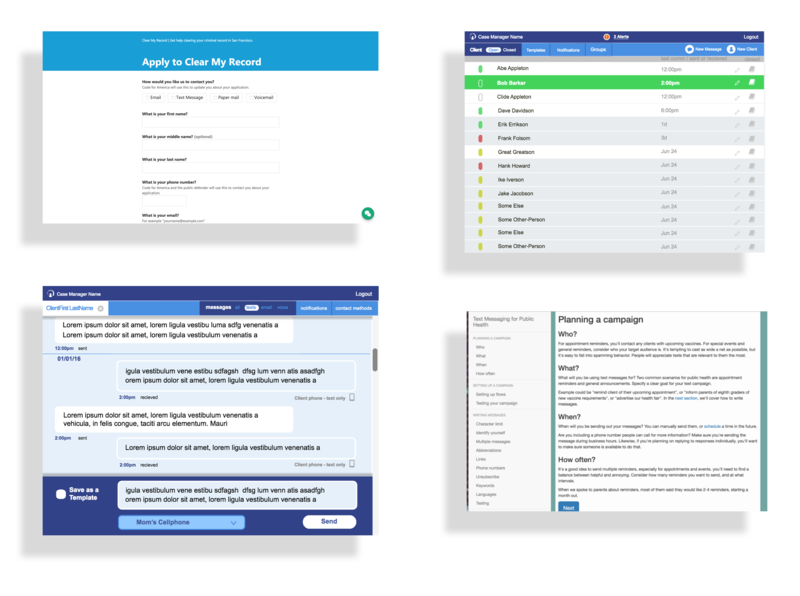 Clear My Record | Get help clearing your criminal record in San Francisco.
Apply to Clear My Record
How would you like us to contact you?
Code for America will use this to update you about your application.
Email Text Message Paper mail Voicemail
What is your first name?
What is your middle name? (optional)
What is your last name?
What is your phone number?
Code for America and the public defender will use this to contact you about your
application.
What is your email?
For example "yourname@example.com"
Case Manager Name 2 Alerts Logout
Client Open Closed Templates Notifications Groups New Message New Client
Abe Appleton 12:30pm
Bob Barker 2:00pm
Clide Appleton 12:00pm
Dave Davidson 6:00pm
Erik Errikson 1d
Frank Folsom 3d
Great Greatson Jun 24
Hank Howard Jun 24
Ike Iverson Jun 24
Jake Jacobson Jun 24
Some Else Jun 24
Some Other-Person Jun 24
Some Else Jun 24
Some Other-Person Jun 24
Case Manager Name Logout
ClientFirst LastName messages all texts email voice notifications contact methods
Lorem ipsum dolor sit amet, lorem ligula vestibu luma sdfg venenatis a
Lorem ipsum dolor sit amet, lorem ligula vestibulum venenatis a
12:00pm sent
01/01/16
igula vestibulum vene estibu sdfagsh dfsg lum venn atis asadfgh
orem ipsum dolor sit amet, lorem ligula vestibulum venenatis a
2:00pm recieved Client phone - text only
Lorem ipsum dolor sit amet, lorem ligula vestibulum venenatis a
vehicula, in felis congue, taciti arcu elementum. Mauri
2:00pm sent
Lorem ipsum dolor sit amet, lorem ligula vestibulum venenatis a
2:00pm recieved Client phone - text only
Save as a
Template
igula vestibulum vene estibu sdfagsh dfsg lum venn atis asadfgh
orem ipsum dolor sit amet, lorem ligula vestibulum venenatis a
Mom's Cellphone Send
Text Messaging for Public
Health
PLANNING A CAMPAIGN
Who
What
When
How often
SETTING UP A CAMPAIGN
Setting up flows
Testing your campaign
WRITING MESSAGES
Character limit
Identify yourself
Multiple messages
Abbreviations
Links
Phone numbers
Unsubscribe
Keywords
Languages
Testing
Planning a campaign
Who?
For appointment reminders, you'll contact any clients with upcoming vaccines. For special events and
general reminders, consider who your target audience is. It's tempting to cast as wide a net as possible, but
it's easy to fall into spamming behavior. People will appreciate texts that are relevant to them the most.
What?
What will you be using text messages for? Two common scenarios for public health are appointment
reminders and general announcements. Specify a clear goal for your text campaign.
Example could be "remind client of their upcoming appointment", or "inform parents of eighth graders of
new vaccine requirements", or "advertise our health fair". In the next section, we'll cover how to write
messages.
When?
When will you be sending out your messages? You can manually send them, or schedule a time in the future.
Are you including a phone number people can call for more information? Make sure you're sending the
message during business hours. Likewise, if you're planning on replying to responses individually, you'll want
to make sure someone is available to do that.
How often?
It's a good idea to send multiple reminders, especially for appointments and events. you'll need to find a
balance between helpful and annoying. Consider how many reminders you want to send, and at what
intervals.
When we spoke to parents about reminders, most of them said they would like 2-4 reminders, starting a
month out.
Next